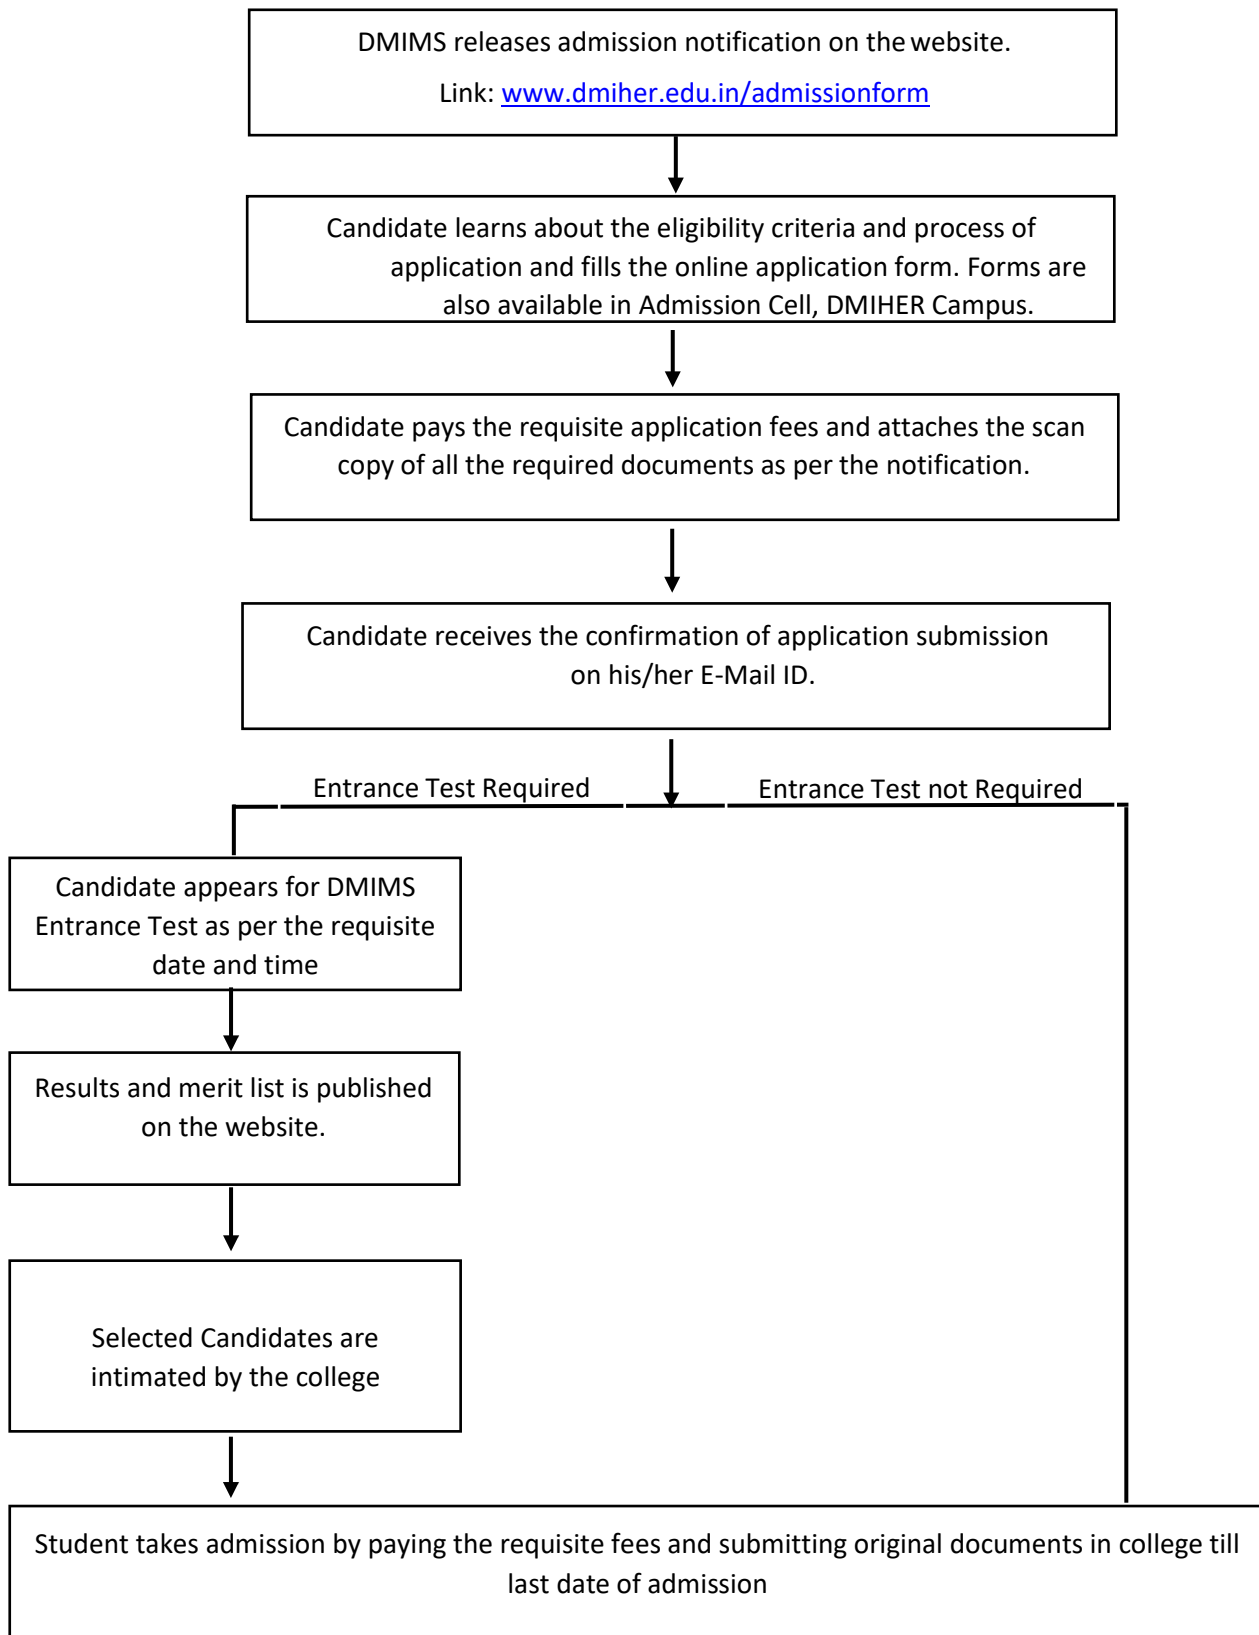 DMIMS releases admission notification on the website.
Link: www.dmiher.edu.in/admissionform
Candidate learns about the eligibility criteria and process of
application and fills the online application form. Forms are
also available in Admission Cell, DMIHER Campus.
Candidate pays the requisite application fees and attaches the scan
copy of all the required documents as per the notification.
Candidate receives the confirmation of application submission
on his/her E-Mail ID.
Entrance Test Required
Entrance Test not Required
Candidate appears for DMIMS
Entrance Test as per the requisite
date and time
Results and merit list is published
on the website.
Selected Candidates are
intimated by the college
Student takes admission by paying the requisite fees and submitting original documents in college till
last date of admission